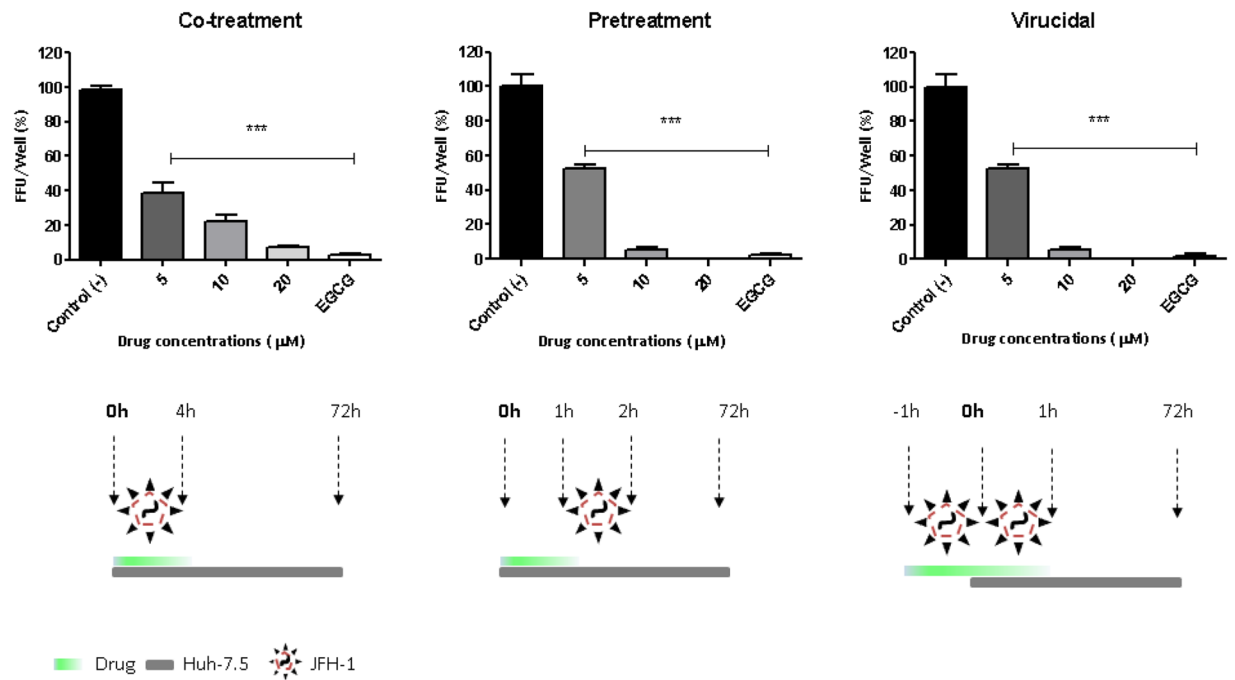 Co-treatment
Pretreatment
Virucidal
FFU/Well (%)
120
100
80
60
40
20
0
***
Control (-)
5
10
20
EGCG
Drug concentrations ( µM)
FFU/Well (%)
120
100
80
60
40
20
0
***
Control (-)
5
10
20
EGCG
Drug concentrations ( µM)
FFU/Well (%)
120
100
80
60
40
20
0
***
Control (-)
5
10
20
EGCG
Drug concentrations ( µM)
0h 4h 72h
0h 1h 2h 72h
-1h 0h 1h 72h
Drug Huh-7.5 JFH-1